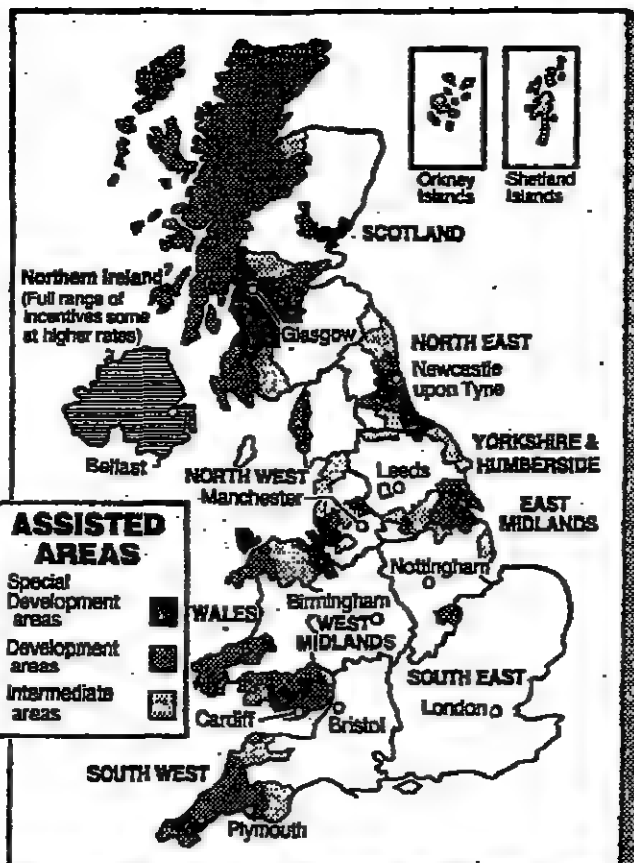 Orkney
Islands
Shetland
Islands
SCOTLAND
Northern Ireland
(Full range of
incentives some
at higher rates)
Glasgow
NORTH EAST
Newcastle
upon Tyne
Belfast
YORKSHIRE &
HUMBERSIDE
NORTH WEST
Leeds
Manchester
EAST
MIDLANDS
Nottingham
ASSISTED
AREAS
Special
Development
areas
Development
areas
Intermediate
areas
WALES
Birmingham
WEST
MIDLANDS
SOUTH EAST
London
Cardiff
Bristol
SOUTH WEST
Plymouth